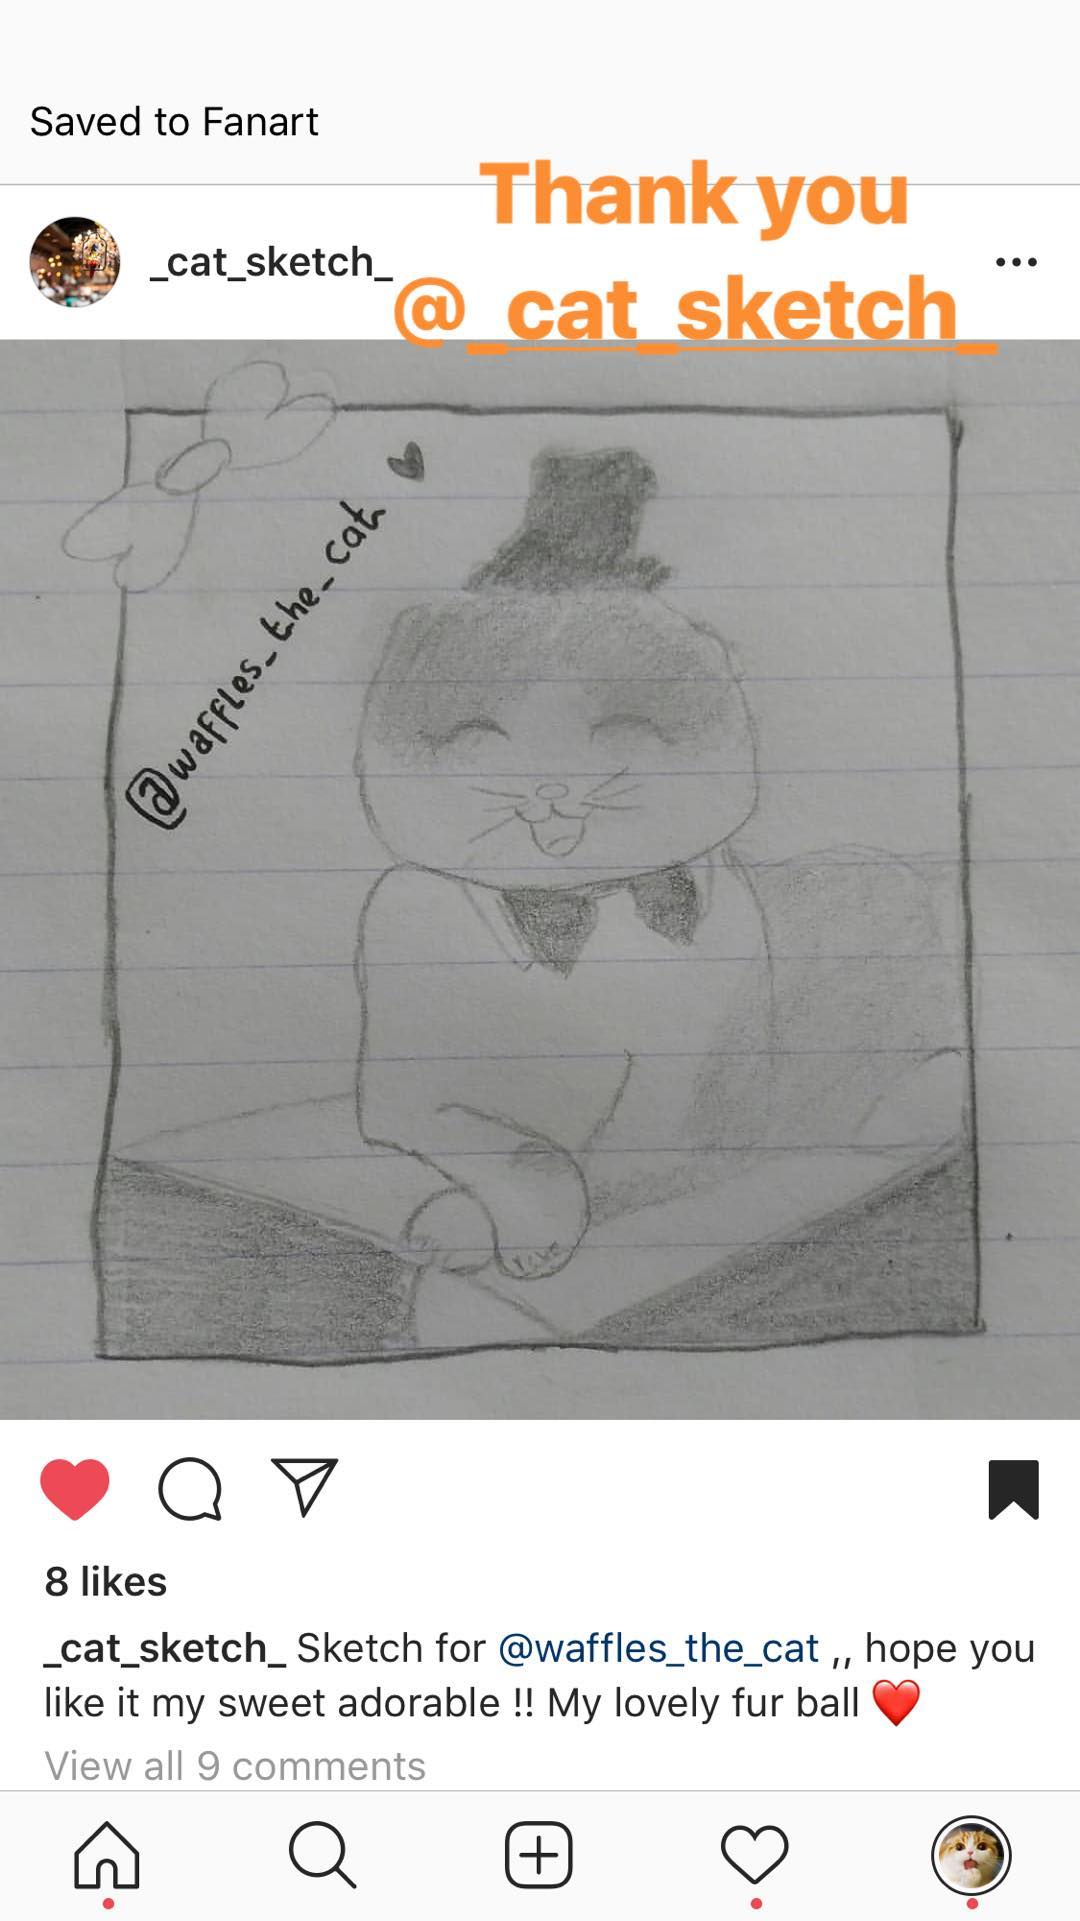 Saved to Fanart
Thank you
@_cat_sketch_
_cat_sketch_
@waffles_the_cat
8 likes
_cat_sketch_ Sketch for @waffles_the_cat ,, hope you
like it my sweet adorable !! My lovely fur ball ❤️
View all 9 comments